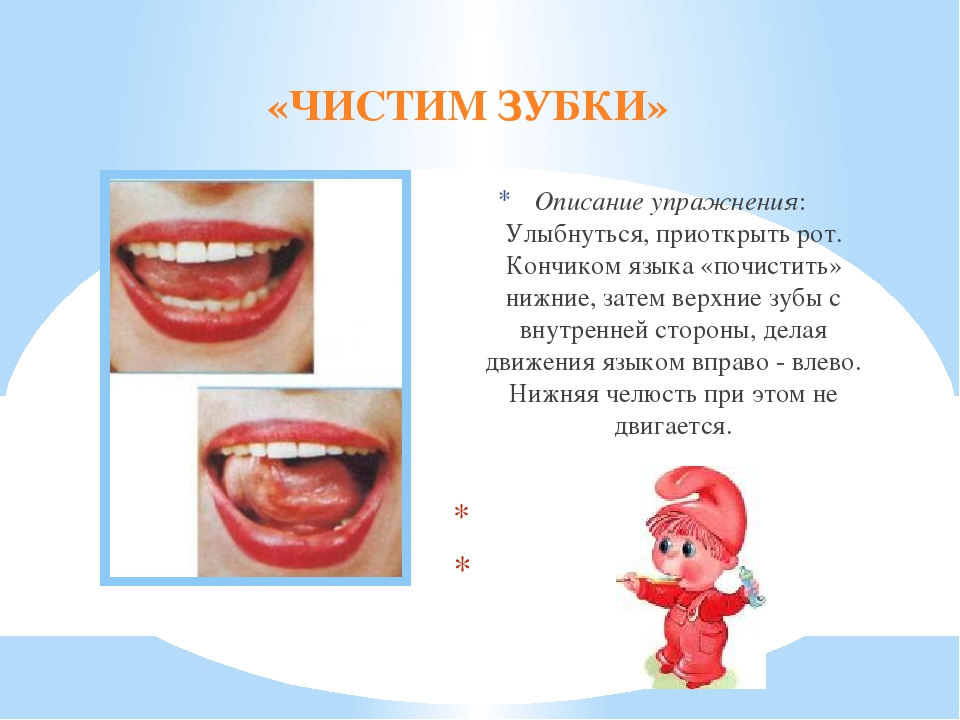 «ЧИСТИМ ЗУБКИ»
* Описание упражнения:
Улыбнуться, приоткрыть рот.
Кончиком языка «почистить»
нижние, затем верхние зубы с
внутренней стороны, делая
движения языком вправо - влево.
Нижняя челюсть при этом не
двигается.
*
*